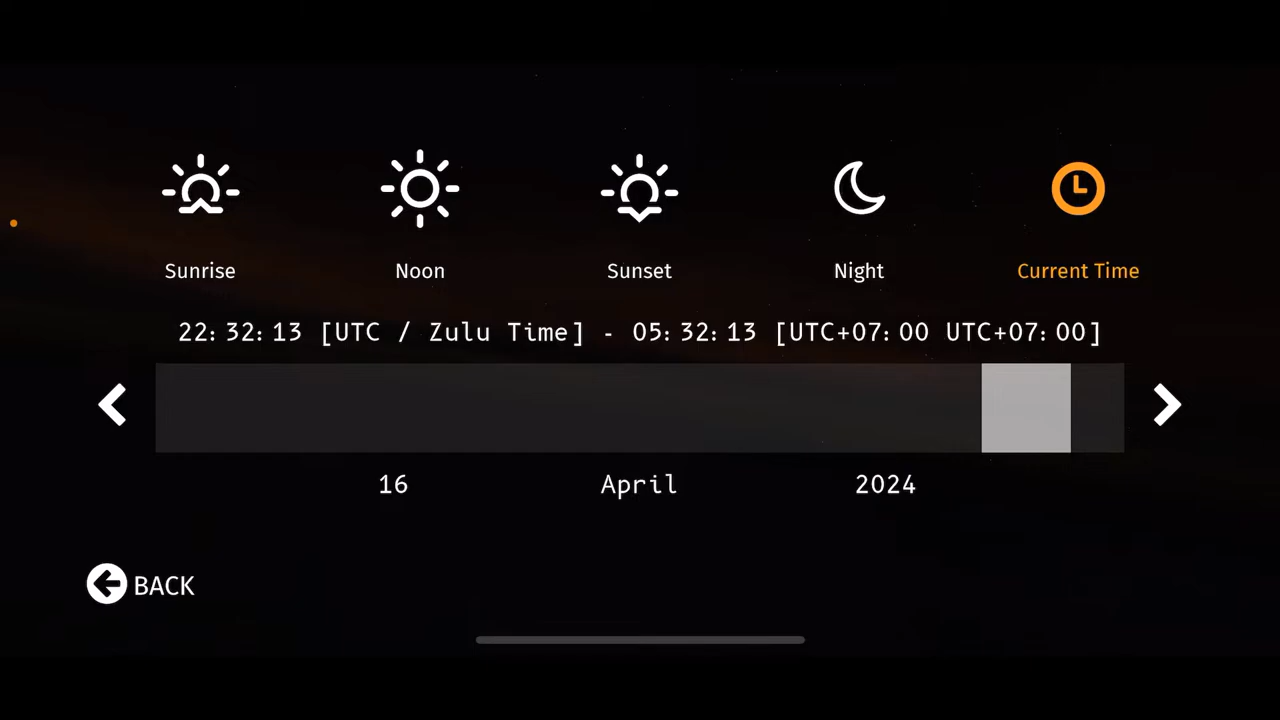 Sunrise Noon Sunset Night Current Time
22:32:13 [UTC / Zulu Time] - 05:32:13 [UTC+07:00 UTC+07:00]
16 April 2024
BACK